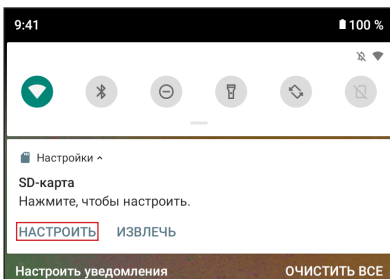 9:41 100 %
Настройки
SD-карта
Нажмите, чтобы настроить.
НАСТРОИТЬ ИЗВЛЕЧЬ
Настроить уведомления ОЧИСТИТЬ ВСЕ